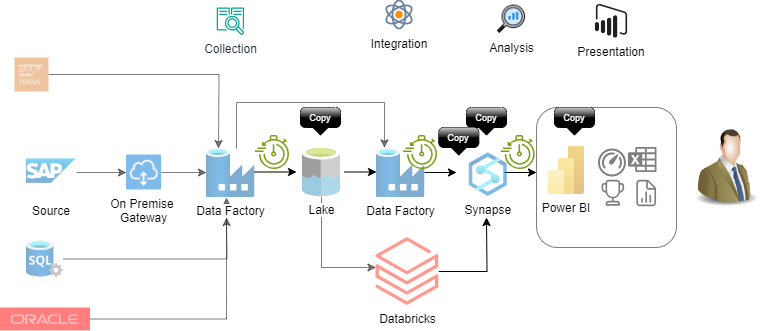 Collection
Integration
Analysis
Presentation
SAP
HANA
Copy
Copy
Copy
Copy
SAP
Source
On Premise
Gateway
Data Factory
Lake
Data Factory
Synapse
Power BI
X
SQL
Databricks
ORACLE